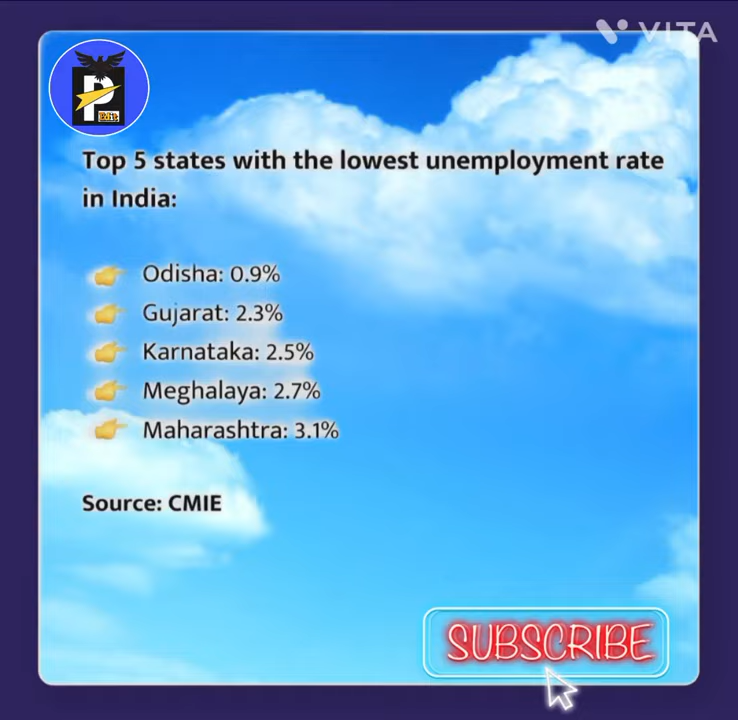 VITA
P
Top 5 states with the lowest unemployment rate
in India:
👉 Odisha: 0.9%
👉 Gujarat: 2.3%
👉 Karnataka: 2.5%
👉 Meghalaya: 2.7%
👉 Maharashtra: 3.1%
Source: CMIE
SUBSCRIBE